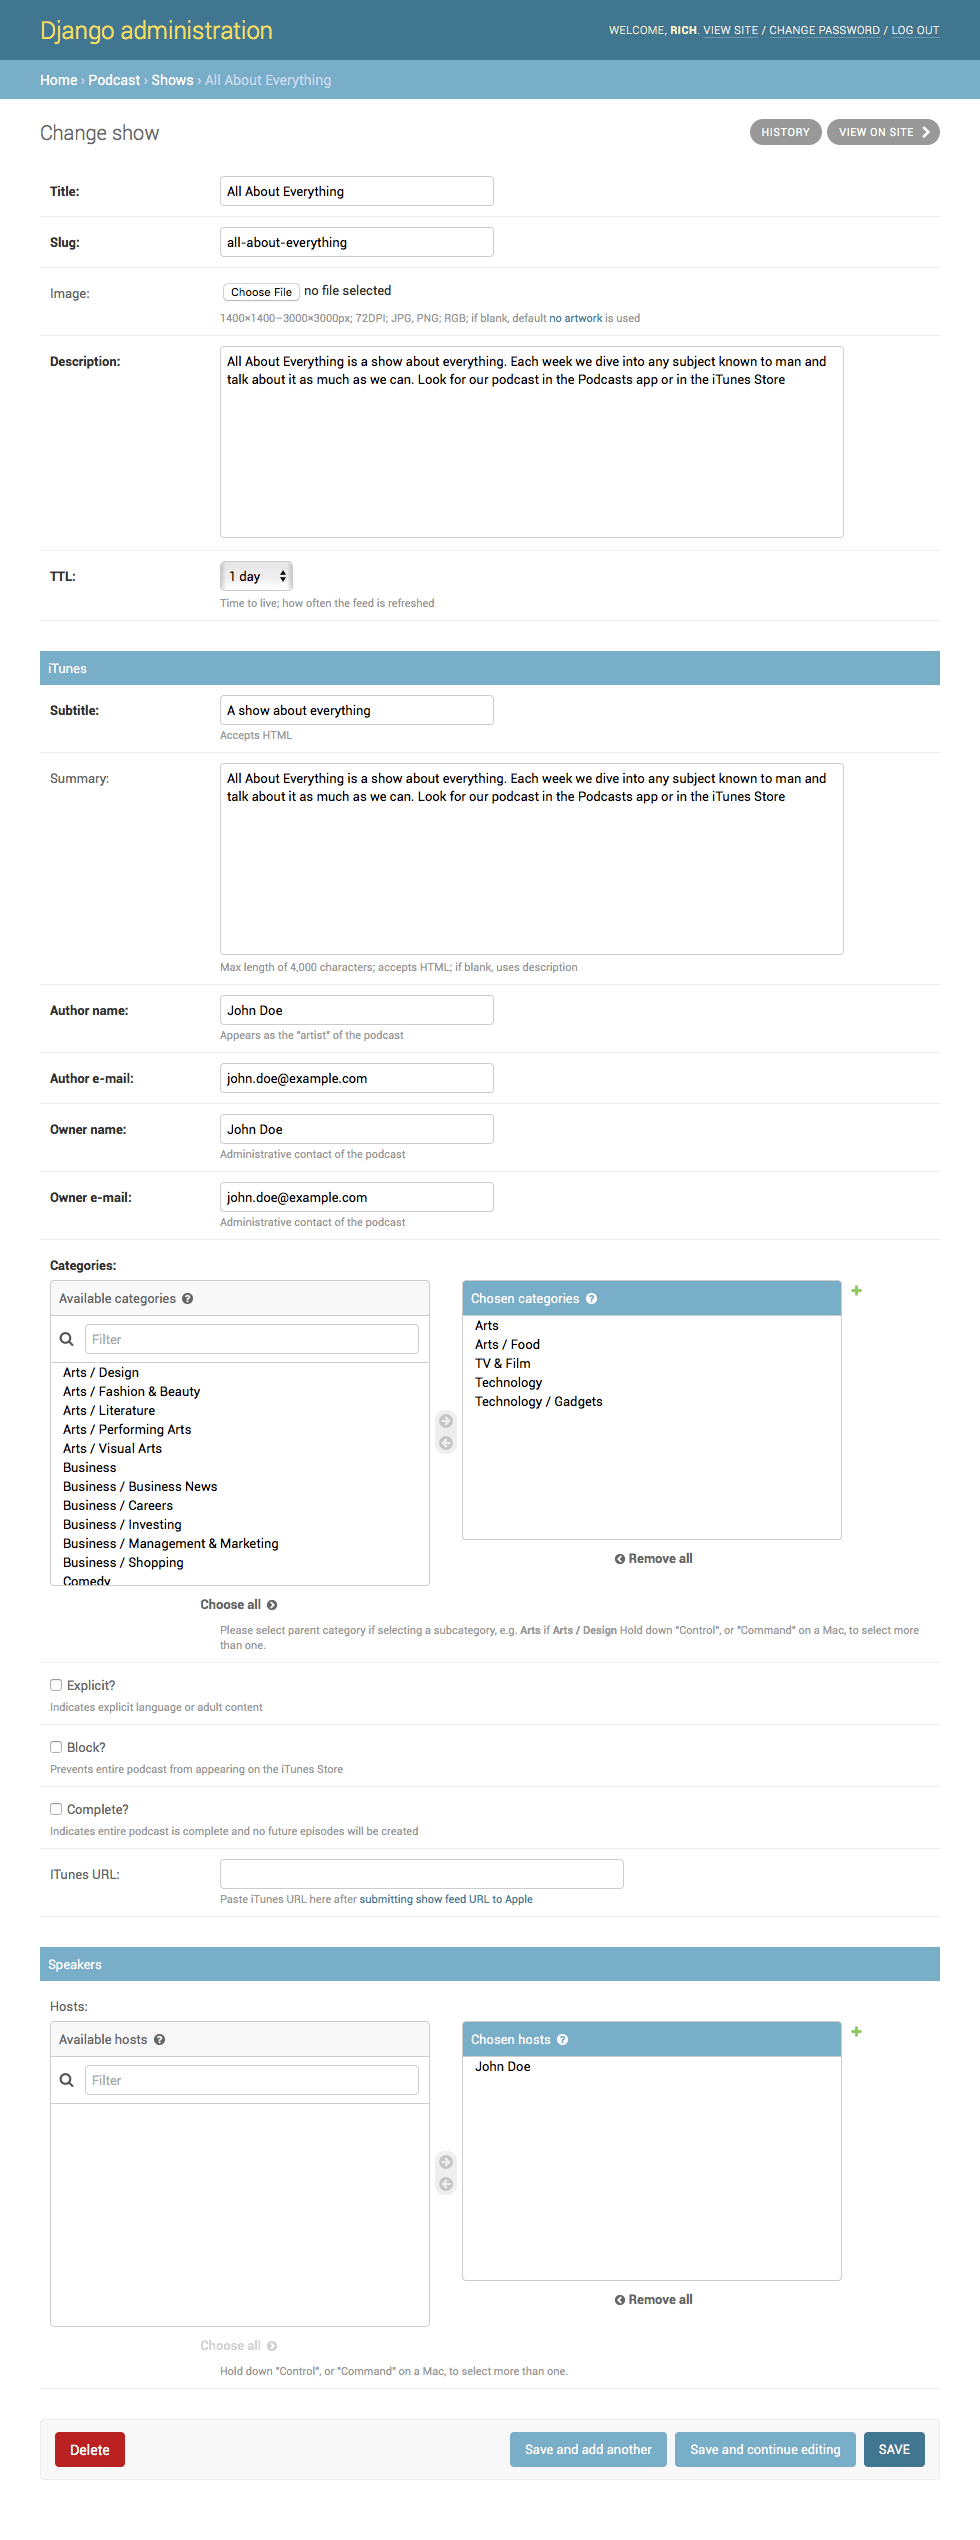 Django administration
WELCOME, RICH. VIEW SITE / CHANGE PASSWORD / LOG OUT
Home › Podcast › Shows › All About Everything
Change show
HISTORY
VIEW ON SITE
Title:
All About Everything
Slug:
all-about-everything
Image:
Choose File no file selected
1400×1400–3000×3000px; 72DPI; JPG, PNG; RGB; if blank, default no artwork is used
Description:
All About Everything is a show about everything. Each week we dive into any subject known to man and
talk about it as much as we can. Look for our podcast in the Podcasts app or in the iTunes Store
TTL:
1 day
Time to live; how often the feed is refreshed
iTunes
Subtitle:
A show about everything
Accepts HTML
Summary:
All About Everything is a show about everything. Each week we dive into any subject known to man and
talk about it as much as we can. Look for our podcast in the Podcasts app or in the iTunes Store
Max length of 4,000 characters; accepts HTML; if blank, uses description
Author name:
John Doe
Appears as the "artist" of the podcast
Author e-mail:
john.doe@example.com
Owner name:
John Doe
Administrative contact of the podcast
Owner e-mail:
john.doe@example.com
Administrative contact of the podcast
Categories:
Available categories
Filter
Arts / Design
Arts / Fashion & Beauty
Arts / Literature
Arts / Performing Arts
Arts / Visual Arts
Business
Business / Business News
Business / Careers
Business / Investing
Business / Management & Marketing
Business / Shopping
Comedy
Choose all
Chosen categories
Arts
Arts / Food
TV & Film
Technology
Technology / Gadgets
Remove all
Please select parent category if selecting a subcategory, e.g. Arts if Arts / Design Hold down "Control", or "Command" on a Mac, to select more
than one.
Explicit?
Indicates explicit language or adult content
Block?
Prevents entire podcast from appearing on the iTunes Store
Complete?
Indicates entire podcast is complete and no future episodes will be created
ITunes URL:
Paste iTunes URL here after submitting show feed URL to Apple
Speakers
Hosts:
Available hosts
Filter
Choose all
Chosen hosts
John Doe
Remove all
Hold down "Control", or "Command" on a Mac, to select more than one.
Delete
Save and add another
Save and continue editing
SAVE